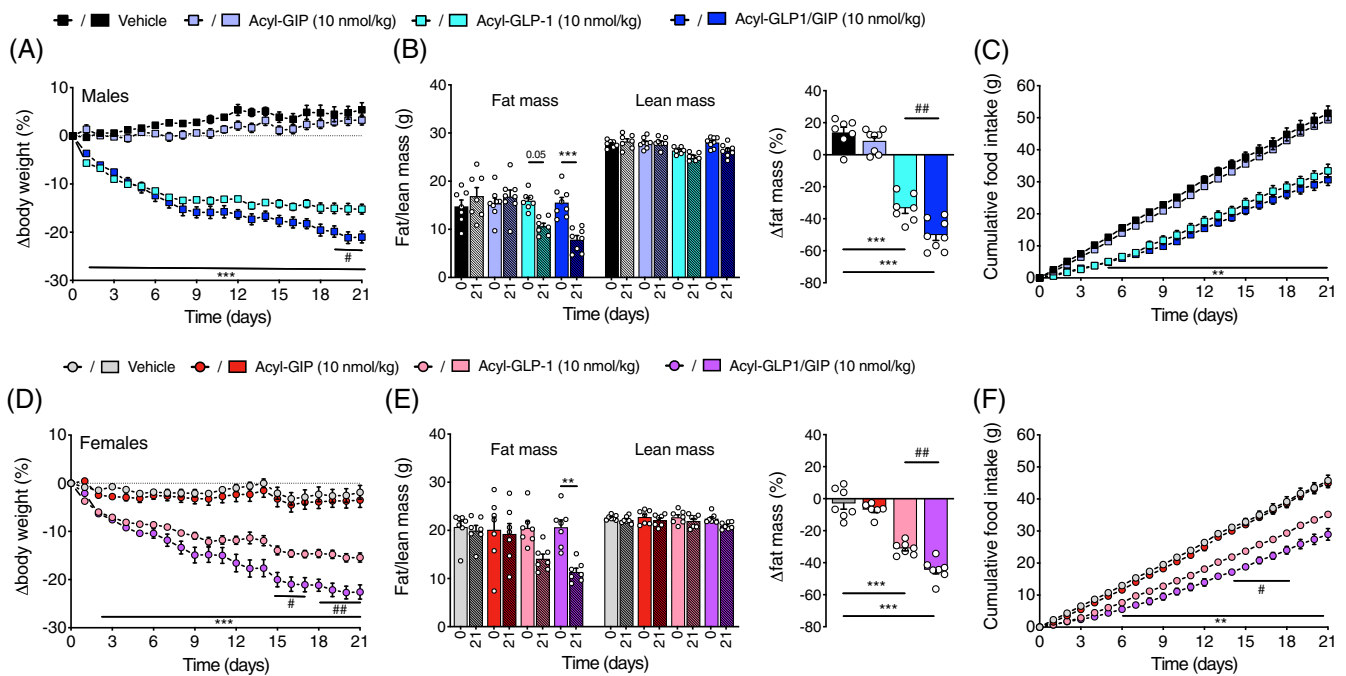 / Vehicle / Acyl-GIP (10 nmol/kg) / Acyl-GLP-1 (10 nmol/kg) / Acyl-GLP1/GIP (10 nmol/kg)
(A) (B) (C)
Males
Δbody weight (%)
10
0
-10
-20
-30
#
***
0 3 6 9 12 15 18 21
Time (days)
Fat/lean mass (g)
40
30
20
10
0
Fat mass Lean mass
0.05 ***
0 21 0 21 0 21 0 21 0 21 0 21 0 21 0 21
Time (days)
Δfat mass (%)
40
20
0
-20
-40
-60
-80
##
***
***
Cumulative food intake (g)
60
50
40
30
20
10
0
**
0 3 6 9 12 15 18 21
Time (days)
/ Vehicle / Acyl-GIP (10 nmol/kg) / Acyl-GLP-1 (10 nmol/kg) / Acyl-GLP1/GIP (10 nmol/kg)
(D) (E) (F)
Females
Δbody weight (%)
10
0
-10
-20
-30
# ##
***
0 3 6 9 12 15 18 21
Time (days)
Fat/lean mass (g)
40
30
20
10
0
Fat mass Lean mass
**
0 21 0 21 0 21 0 21 0 21 0 21 0 21 0 21
Time (days)
Δfat mass (%)
40
20
0
-20
-40
-60
-80
##
***
***
Cumulative food intake (g)
60
50
40
30
20
10
0
#
**
0 3 6 9 12 15 18 21
Time (days)